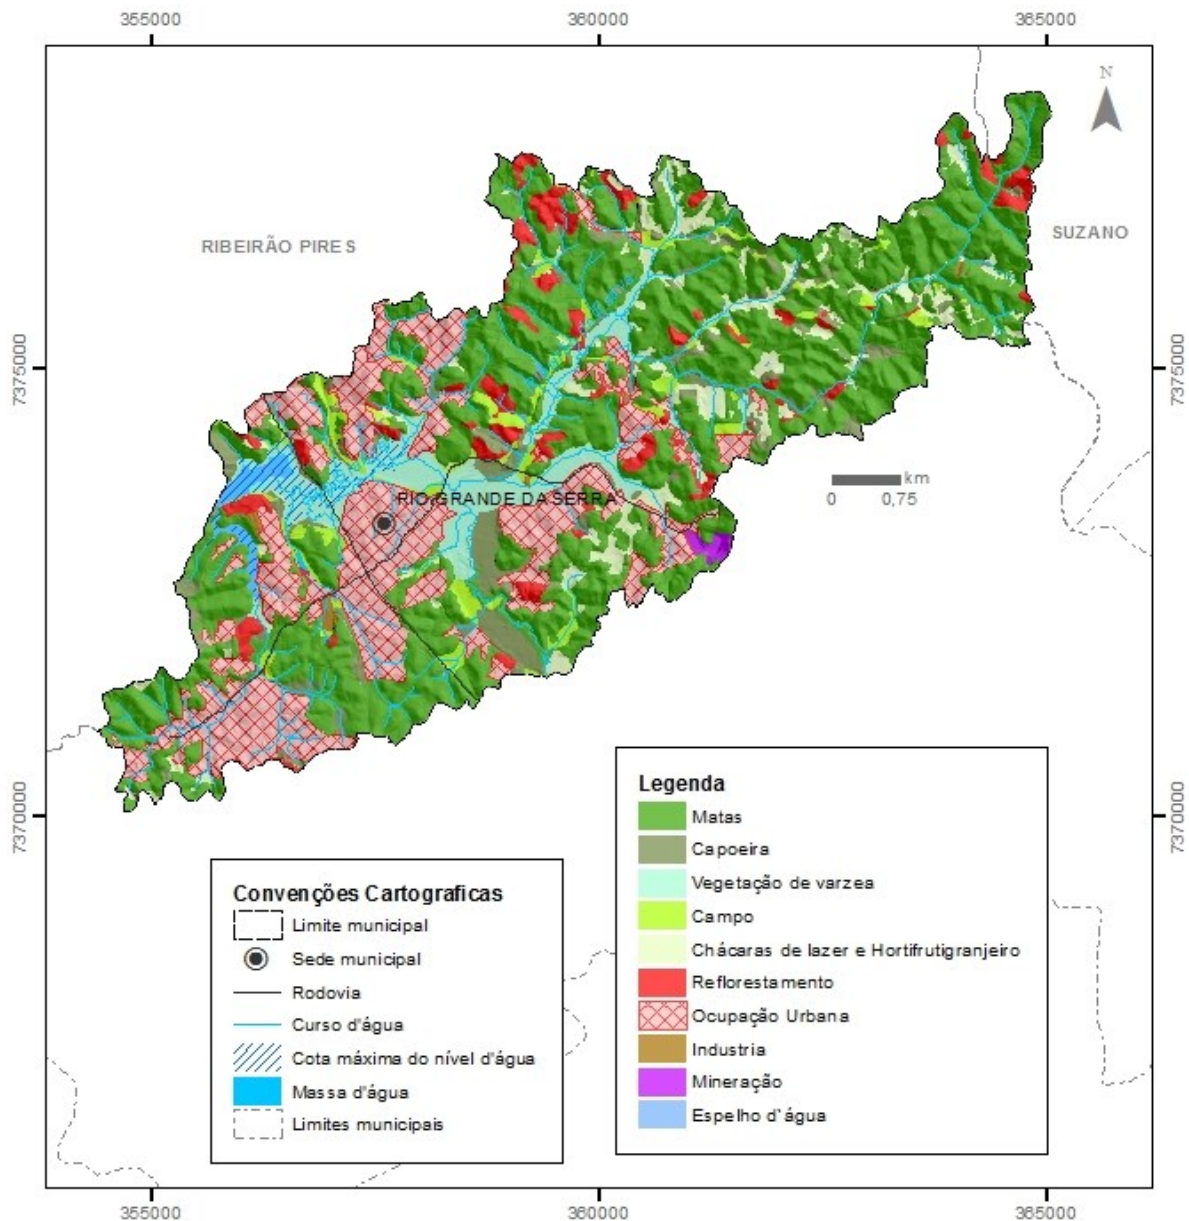 355000
360000
365000
N
RIBEIRÃO PIRES
SUZANO
7375000
7375000
km
0 0,75
RIO GRANDE DA SERRA
Legenda
Matas
Capoeira
Vegetação de varzea
Campo
Chácaras de lazer e Hortifrutigranjeiro
Reflorestamento
Ocupação Urbana
Industria
Mineração
Espelho d`água
7370000
7370000
Convenções Cartograficas
Limite municipal
Sede municipal
Rodovia
Curso d'água
Cota máxima do nível d'água
Massa d'água
Limites municipais
355000
360000
365000